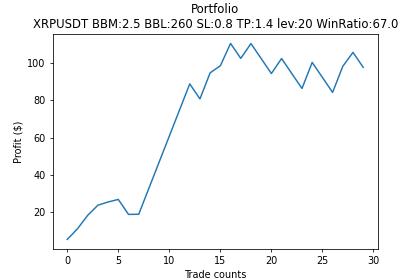 Portfolio
XRPUSDT BBM:2.5 BBL:260 SL:0.8 TP:1.4 lev:20 WinRatio:67.0
100
80
60
40
20
Profit ($)
0 5 10 15 20 25 30
Trade counts